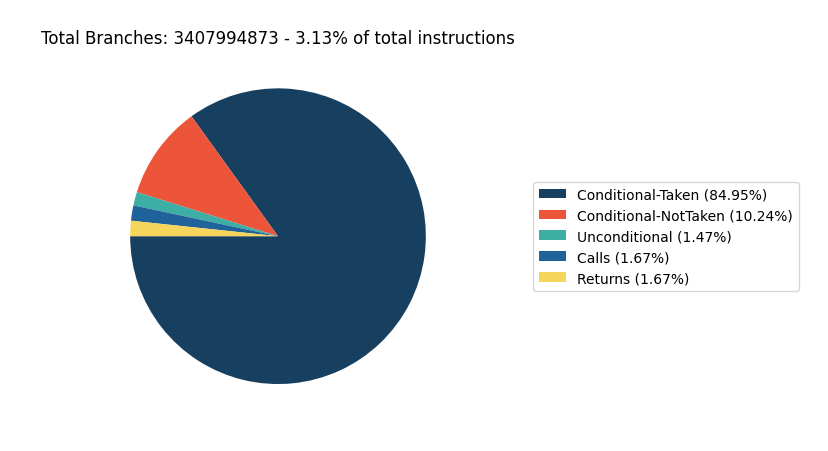 Total Branches: 3407994873 - 3.13% of total instructions
Conditional-Taken (84.95%)
Conditional-NotTaken (10.24%)
Unconditional (1.47%)
Calls (1.67%)
Returns (1.67%)